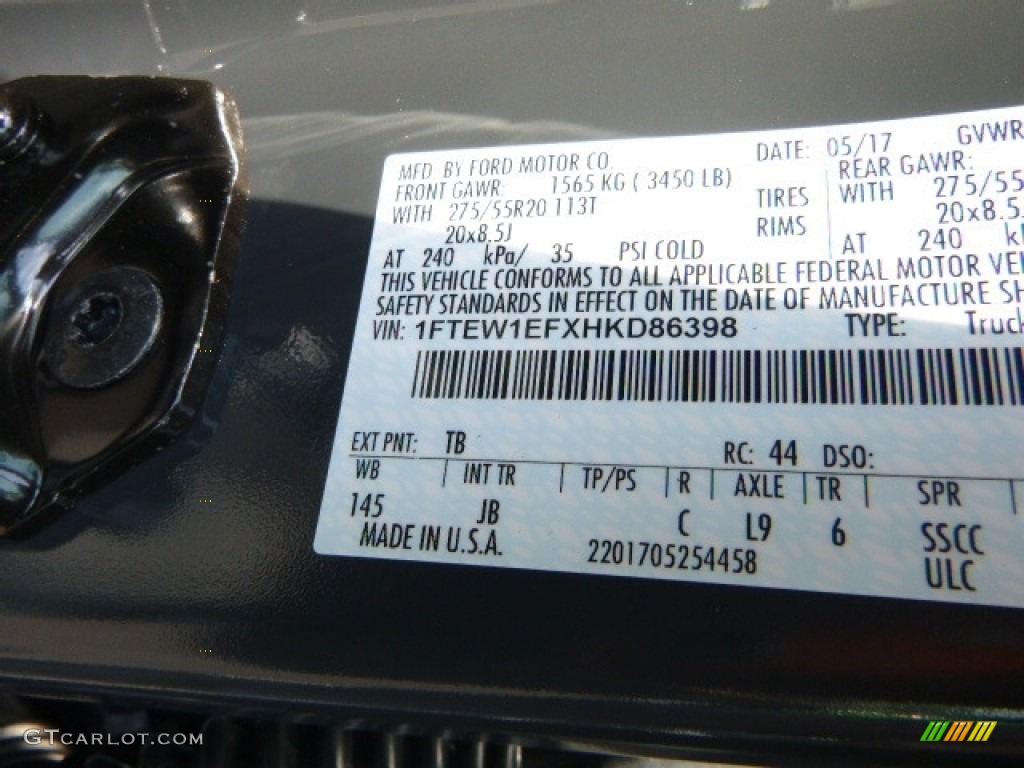 MFD. BY FORD MOTOR CO. DATE: 05/17 GVWR
FRONT GAWR: 1565 KG ( 3450 LB) REAR GAWR:
WITH 275/55R20 113T TIRES WITH 275/55
20x8.5J RIMS 20x8.5
AT 240 kPa/ 35 PSI COLD AT 240
THIS VEHICLE CONFORMS TO ALL APPLICABLE FEDERAL MOTOR
SAFETY STANDARDS IN EFFECT ON THE DATE OF MANUFACTURE
VIN: 1FTEW1EFXHKD86398 TYPE: Truck
EXT PNT: TB RC: 44 DSO:
WB INT TR TP/PS R AXLE TR SPR
145 JB C L9 6 SSCC
MADE IN U.S.A. 2201705254458 ULC
GTCARLOT.COM